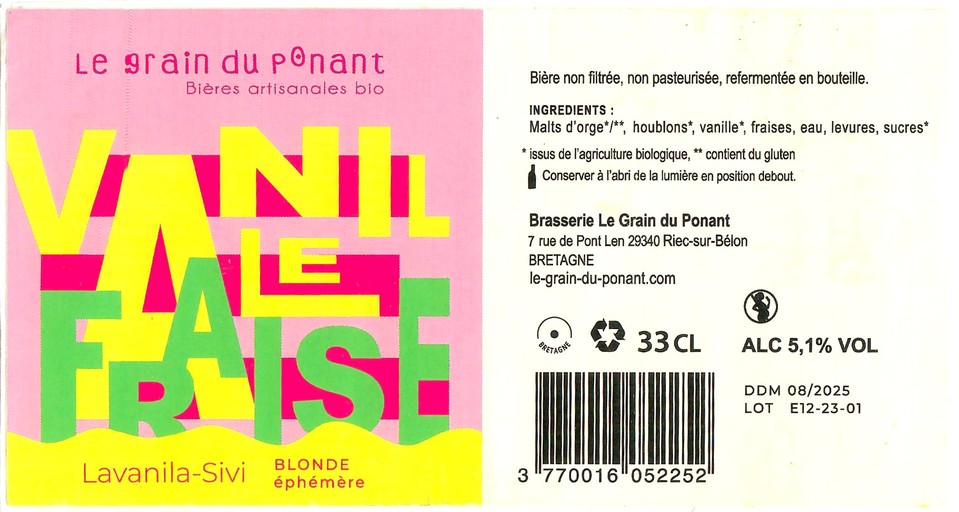 Le grain du Ponant
Bières artisanales bio
VANILLE
FRAISE
Lavanila-Sivi
BLONDE
éphémère
Bière non filtrée, non pasteurisée, refermentée en bouteille.
INGREDIENTS :
Malts d'orge*/**, houblons*, vanille*, fraises, eau, levures, sucres*
* issus de l'agriculture biologique, ** contient du gluten
Conserver à l'abri de la lumière en position debout.
Brasserie Le Grain du Ponant
7 rue de Pont Len 29340 Riec-sur-Bélon
BRETAGNE
le-grain-du-ponant.com
BRETAGNE
33 CL
ALC 5,1% VOL
DDM 08/2025
LOT E12-23-01
3 770016 052252